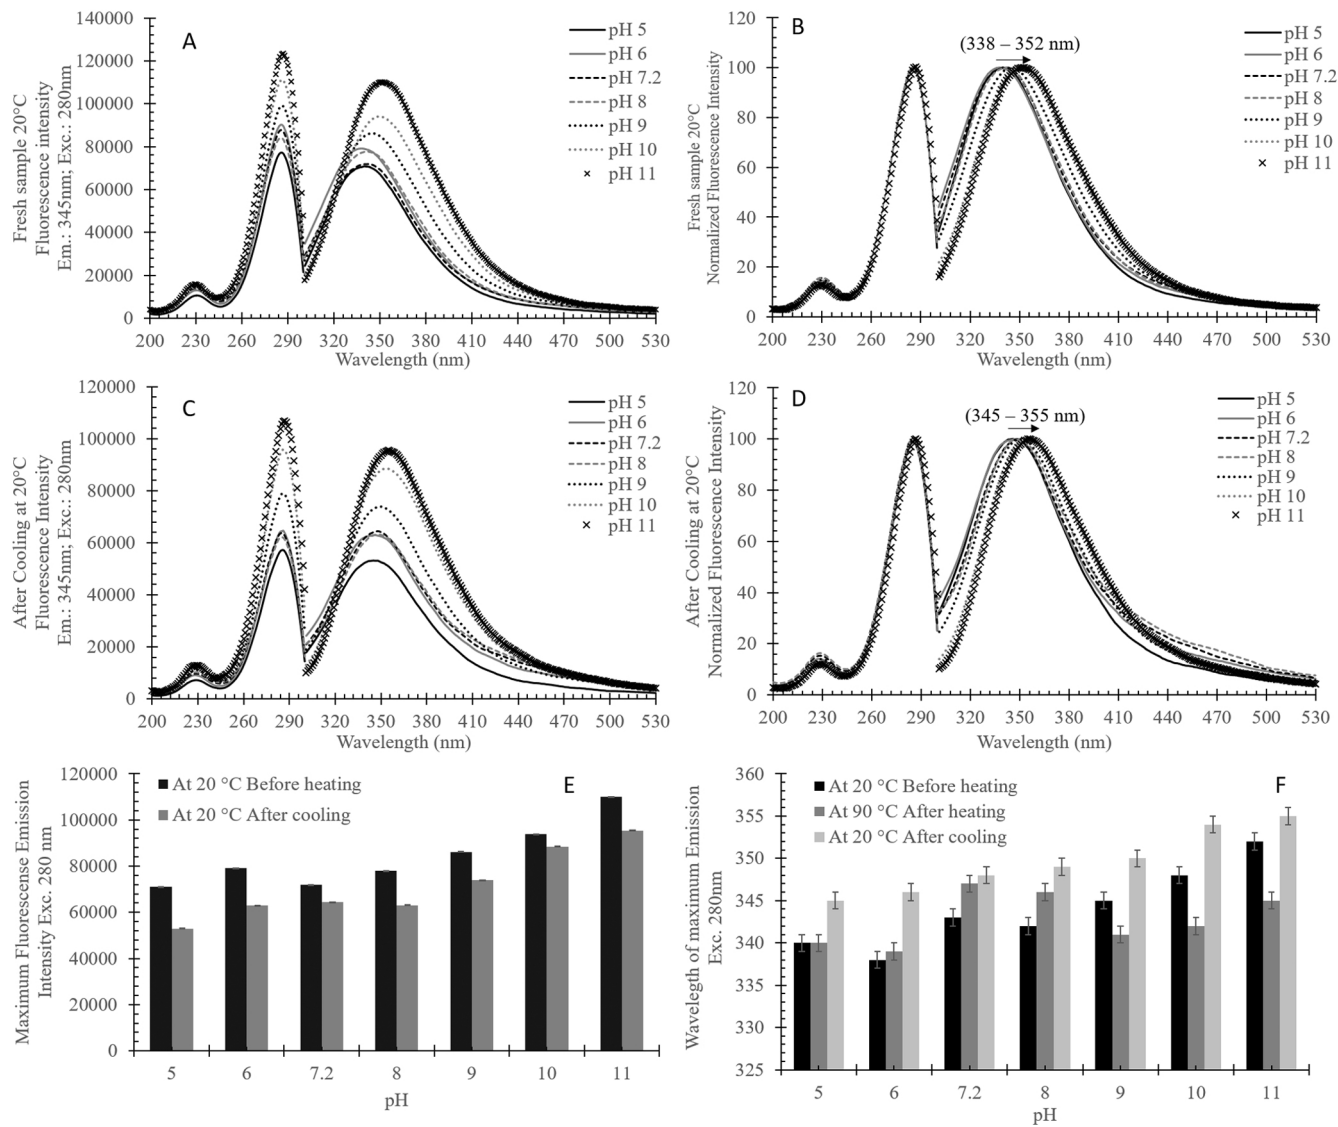 A
Fresh sample 20°C
Fluorescence intensity
Em.: 345nm; Exc.: 280nm
140000
120000
100000
80000
60000
40000
20000
0
200 230 260 290 320 350 380 410 440 470 500 530
Wavelength (nm)
pH 5
pH 6
pH 7.2
pH 8
pH 9
pH 10
pH 11
B
(338 – 352 nm)
Fresh sample 20°C
Normalized Fluorescence Intensity
120
100
80
60
40
20
0
200 230 260 290 320 350 380 410 440 470 500 530
Wavelength (nm)
pH 5
pH 6
pH 7.2
pH 8
pH 9
pH 10
pH 11
C
After Cooling at 20°C
Fluorescence Intensity
Em.: 345nm; Exc.: 280nm
120000
100000
80000
60000
40000
20000
0
200 230 260 290 320 350 380 410 440 470 500 530
Wavelength (nm)
pH 5
pH 6
pH 7.2
pH 8
pH 9
pH 10
pH 11
D
(345 – 355 nm)
After Cooling at 20°C
Normalized Fluorescence Intensity
120
100
80
60
40
20
0
200 230 260 290 320 350 380 410 440 470 500 530
Wavelength (nm)
pH 5
pH 6
pH 7.2
pH 8
pH 9
pH 10
pH 11
E
Maximum Fluorescense Emission
Intensity Exc. 280 nm
120000
100000
80000
60000
40000
20000
0
At 20 °C Before heating
At 20 °C After cooling
5 6 7.2 8 9 10 11
pH
F
Wavelegth of maximum Emission
Exc. 280nm
360
355
350
345
340
335
330
325
At 20 °C Before heating
At 90 °C After heating
At 20 °C After cooling
5 6 7.2 8 9 10 11
pH